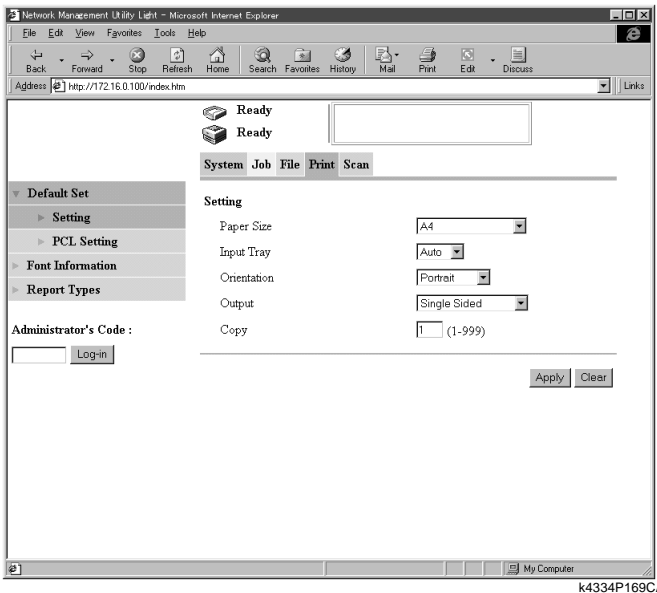 Network Management Utility Light - Microsoft Internet Explorer
File Edit View Favorites Tools Help
Back Forward Stop Refresh Home Search Favorites History Mail Print Edit Discuss
Address http://172.16.0.100/index.htm Links
Ready
Ready
System Job File Print Scan
Default Set
Setting
PCL Setting
Font Information
Report Types
Administrator's Code :
Log-in
Setting
Paper Size A4
Input Tray Auto
Orientation Portrait
Output Single Sided
Copy 1 (1-999)
Apply Clear
My Computer
k4334P169CA